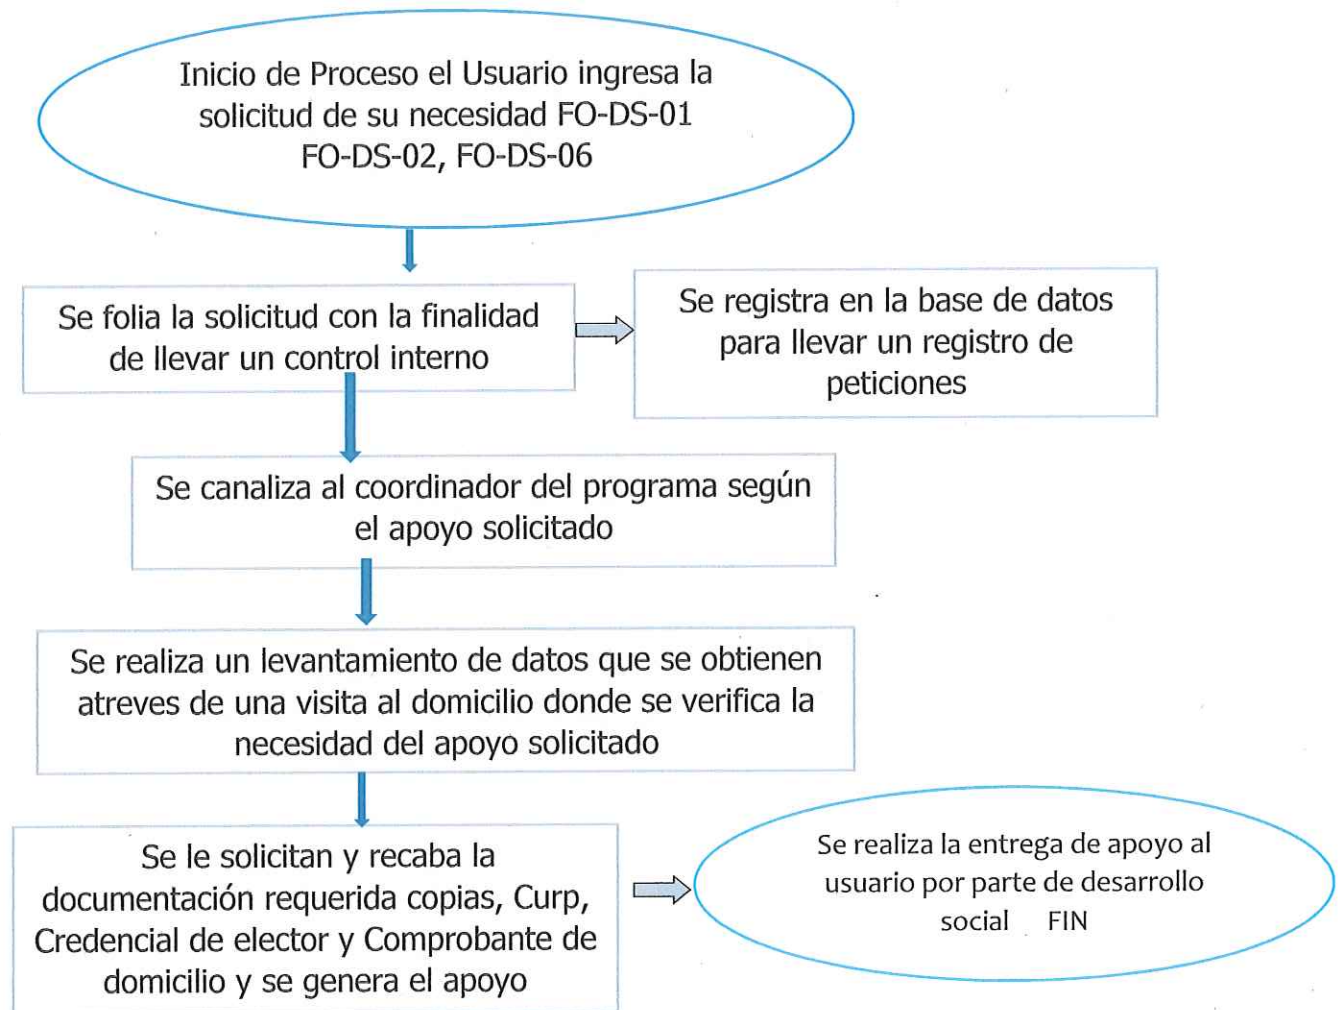 Inicio de Proceso el Usuario ingresa la
solicitud de su necesidad FO-DS-01
FO-DS-02, FO-DS-06
Se folia la solicitud con la finalidad
de llevar un control interno
Se registra en la base de datos
para llevar un registro de
peticiones
Se canaliza al coordinador del programa según
el apoyo solicitado
Se realiza un levantamiento de datos que se obtienen
atreves de una visita al domicilio donde se verifica la
necesidad del apoyo solicitado
Se le solicitan y recaba la
documentación requerida copias, Curp,
Credencial de elector y Comprobante de
domicilio y se genera el apoyo
Se realiza la entrega de apoyo al
usuario por parte de desarrollo
social FIN